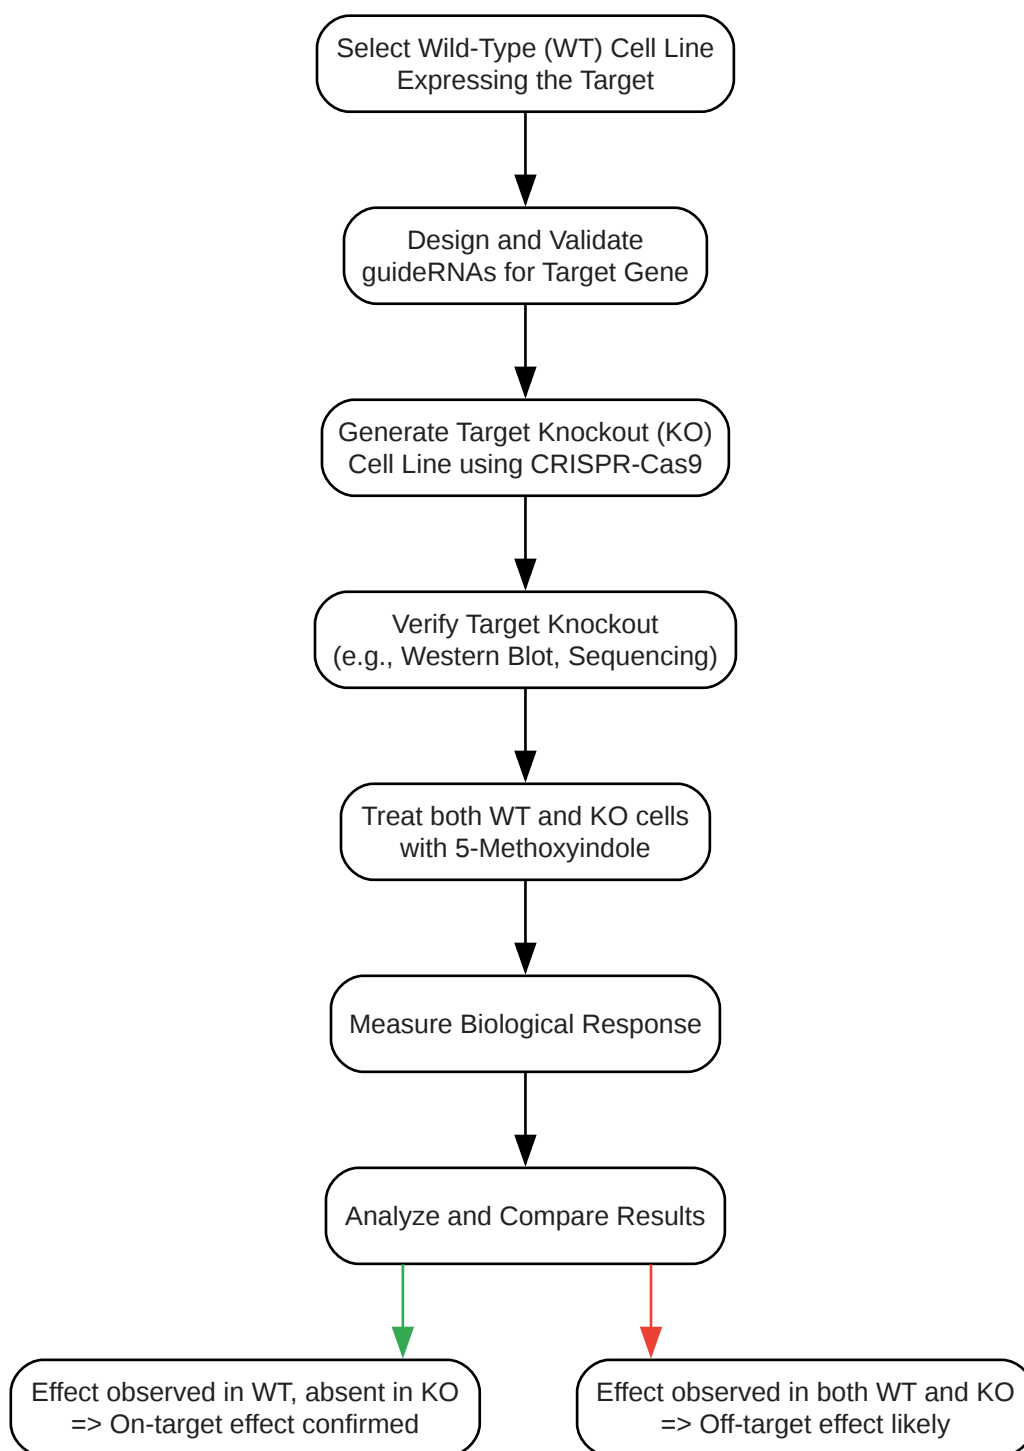 Select Wild-Type (WT) Cell Line
Expressing the Target
Design and Validate
guideRNAs for Target Gene
Generate Target Knockout (KO)
Cell Line using CRISPR-Cas9
Verify Target Knockout
(e.g., Western Blot, Sequencing)
Treat both WT and KO cells
with 5-Methoxyindole
Measure Biological Response
Analyze and Compare Results
Effect observed in WT, absent in KO
=> On-target effect confirmed
Effect observed in both WT and KO
=> Off-target effect likely